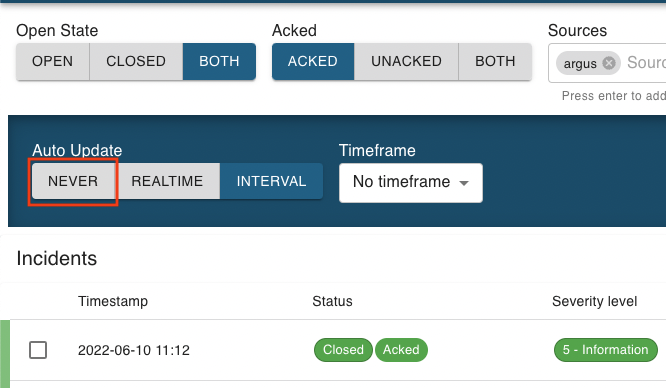 Open State Acked Sources
OPEN CLOSED BOTH ACKED UNACKED BOTH argus
Press enter to add
Auto Update Timeframe
NEVER REALTIME INTERVAL No timeframe
Incidents
Timestamp Status Severity level
2022-06-10 11:12 Closed Acked 5 - Information